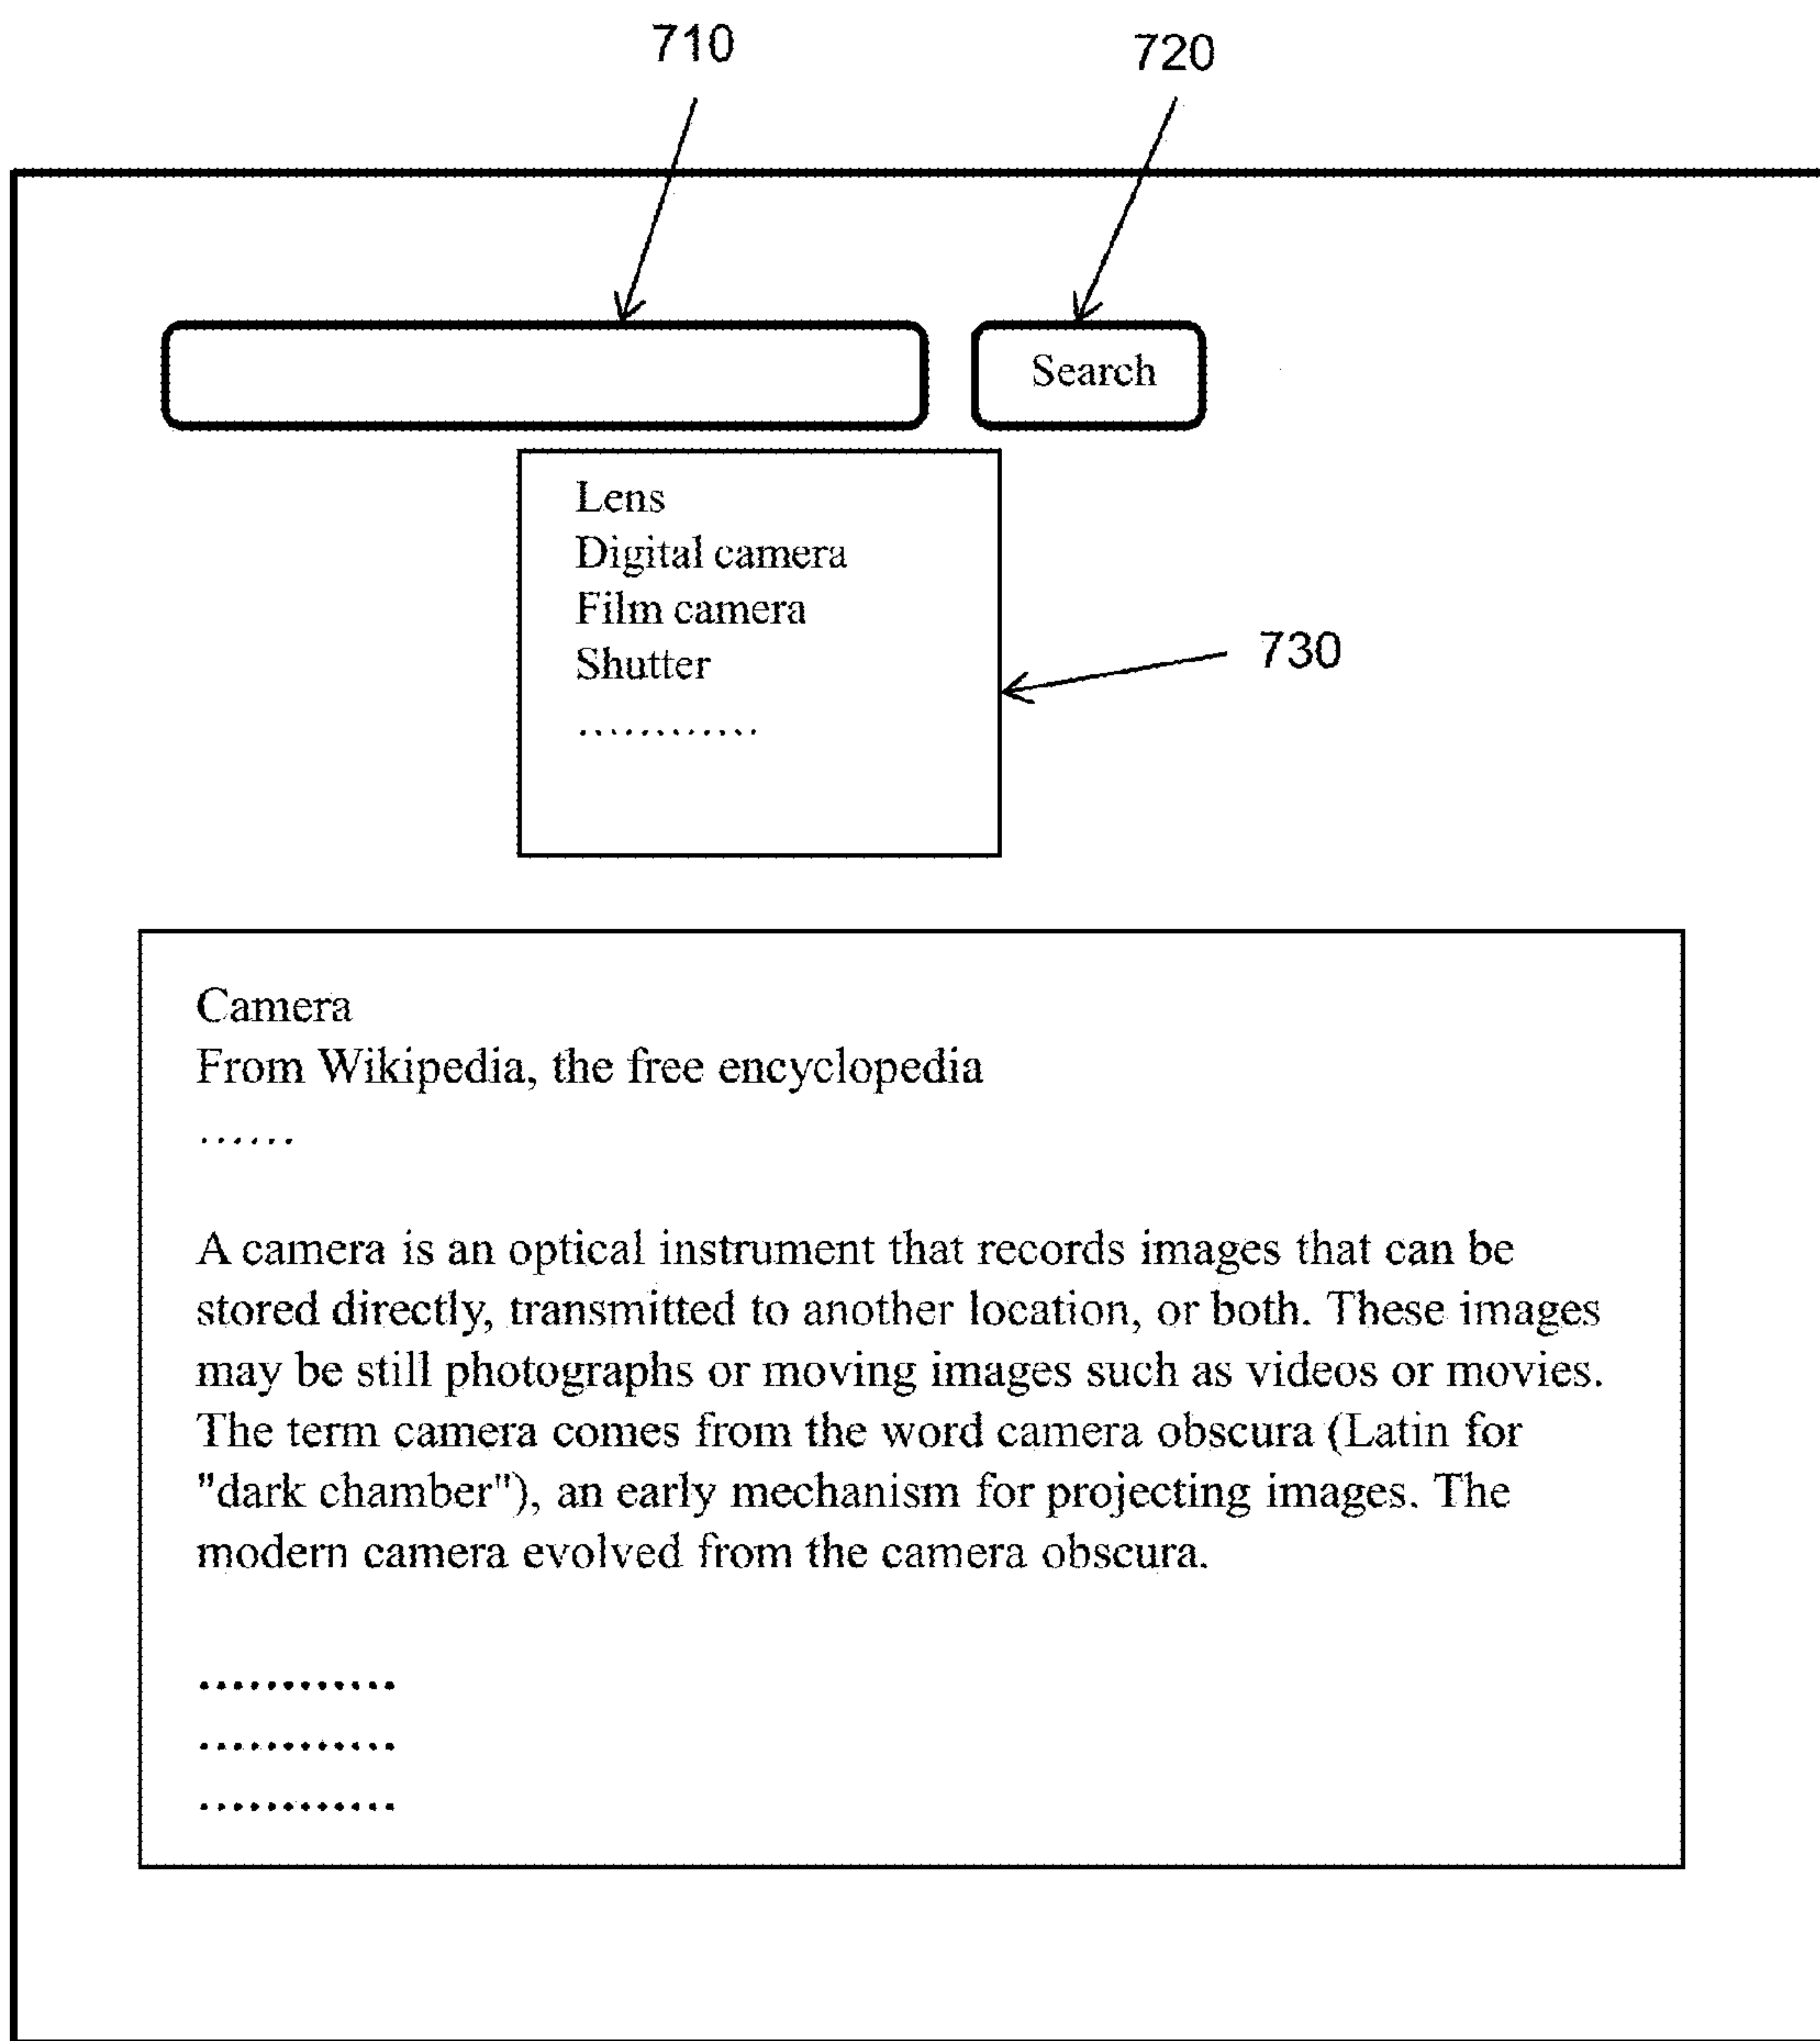 710
720
Search
Lens
Digital camera
Film camera
Shutter
............
730
Camera
From Wikipedia, the free encyclopedia
......
A camera is an optical instrument that records images that can be
stored directly, transmitted to another location, or both. These images
may be still photographs or moving images such as videos or movies.
The term camera comes from the word camera obscura (Latin for
"dark chamber"), an early mechanism for projecting images. The
modern camera evolved from the camera obscura.
............
............
............